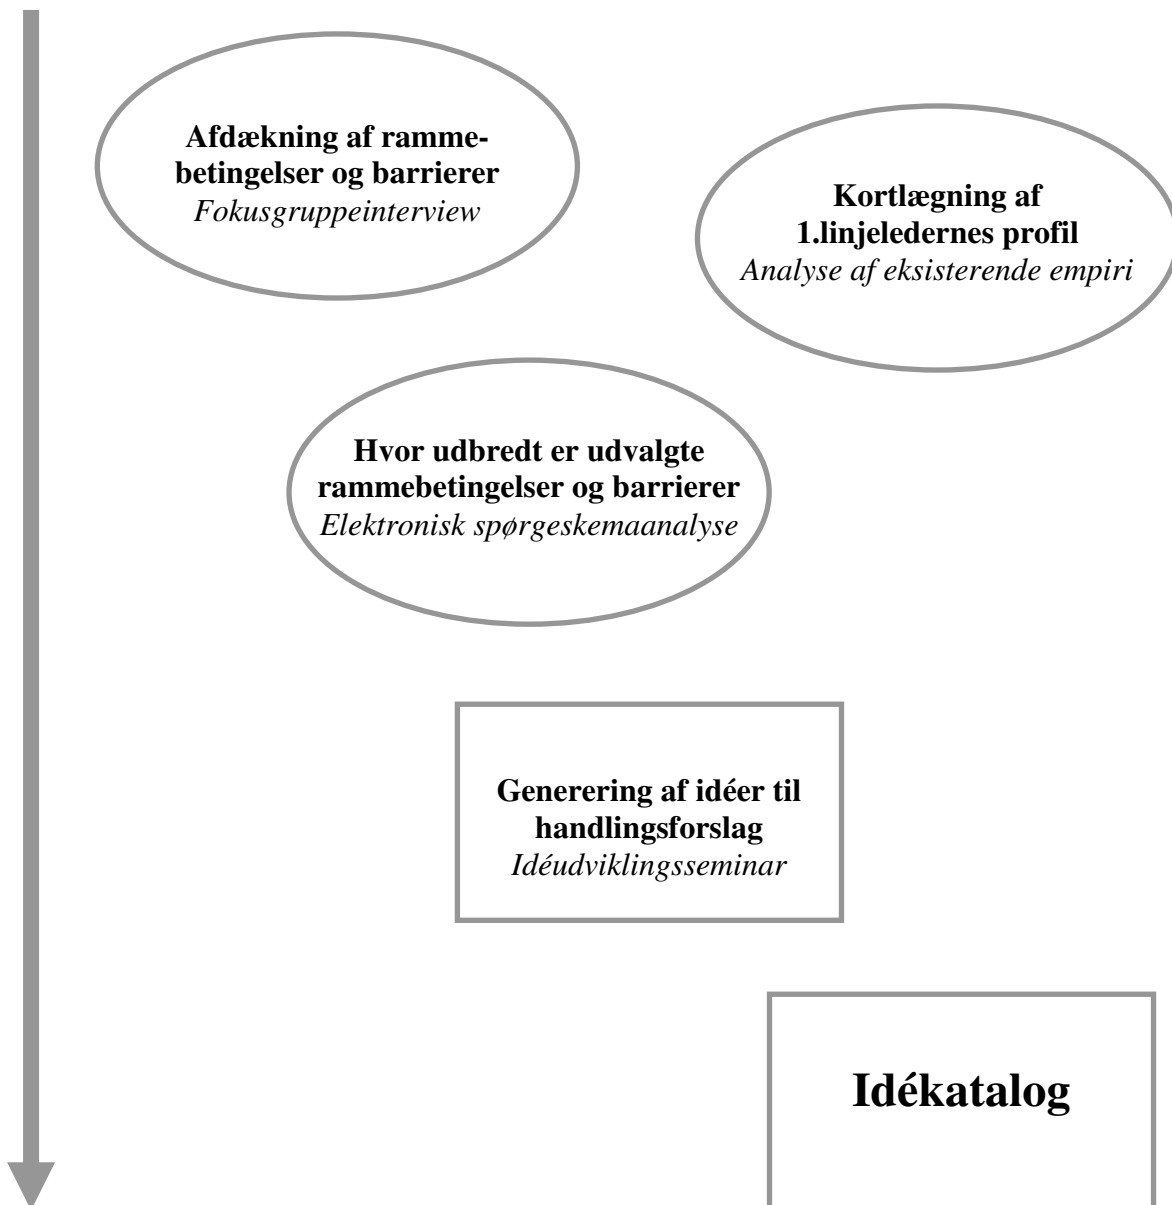 Afdækning af ramme-
betingelser og barrierer
Fokusgruppeinterview
Kortlægning af
1.linjeledernes profil
Analyse af eksisterende empiri
Hvor udbredt er udvalgte
rammebetingelser og barrierer
Elektronisk spørgeskemaanalyse
Generering af idéer til
handlingsforslag
Idéudviklingsseminar
Idékatalog